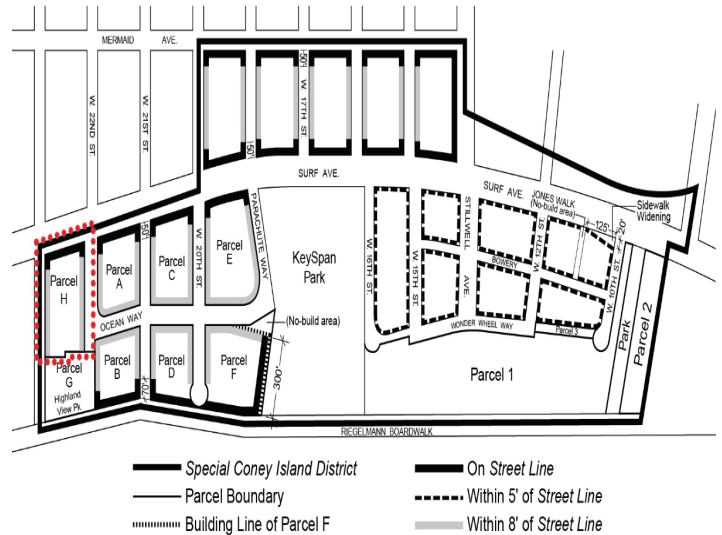 MERMAID AVE.
W. 22ND ST.
W. 21ST ST.
50'
W. 17TH ST.
50'
SURF AVE.
SURF AVE.
JONES WALK
(No-build area)
Sidewalk
Widening
125'
20'
50'
W. 20TH ST.
PARACHUTE WAY
Parcel
E
KeySpan
Park
W. 16TH ST.
W. 15TH ST.
STILLWELL
AVE.
BOWERY
W. 12TH ST.
W. 10TH ST.
Parcel
H
Parcel
A
Parcel
C
OCEAN WAY
(No-build area)
WONDER WHEEL WAY
Parcel 3
Park
Parcel 2
Parcel
G
Highland
View Pk
Parcel
B
70'
Parcel
D
Parcel
F
300'
Parcel 1
RIEGELMANN BOARDWALK
Special Coney Island District
Parcel Boundary
Building Line of Parcel F
On Street Line
Within 5' of Street Line
Within 8' of Street Line